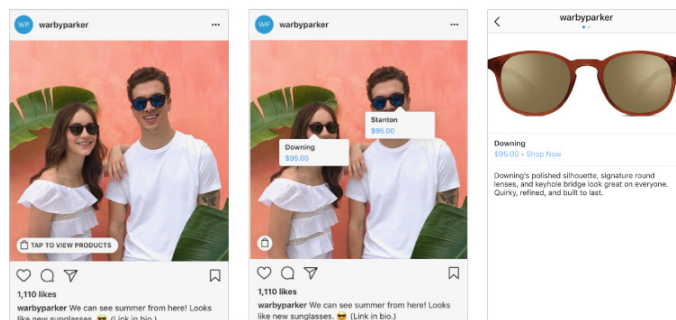 WP warbyparker
TAP TO VIEW PRODUCTS
1,110 likes
warbyparker We can see summer from here! Looks
like new sunglasses. 😎 (Link in bio.)
WP warbyparker
Stanton
$95.00
Downing
$95.00
1,110 likes
warbyparker We can see summer from here! Looks
like new sunglasses. 😎 (Link in bio.)
warbyparker
Downing
$95.00 • Shop Now
Downing's polished silhouette, signature round
lenses, and keyhole bridge look great on everyone.
Quirky, refined, and built to last.